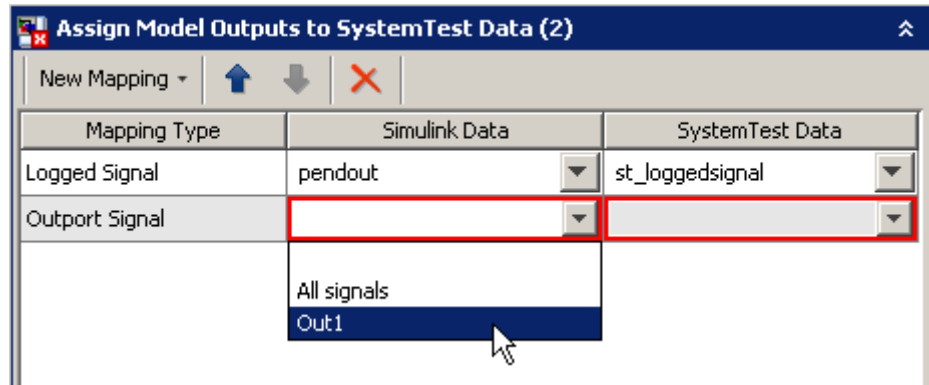 Assign Model Outputs to SystemTest Data (2)
New Mapping
Mapping Type Simulink Data SystemTest Data
Logged Signal pendout st_loggedsignal
Outport Signal
All signals
Out1